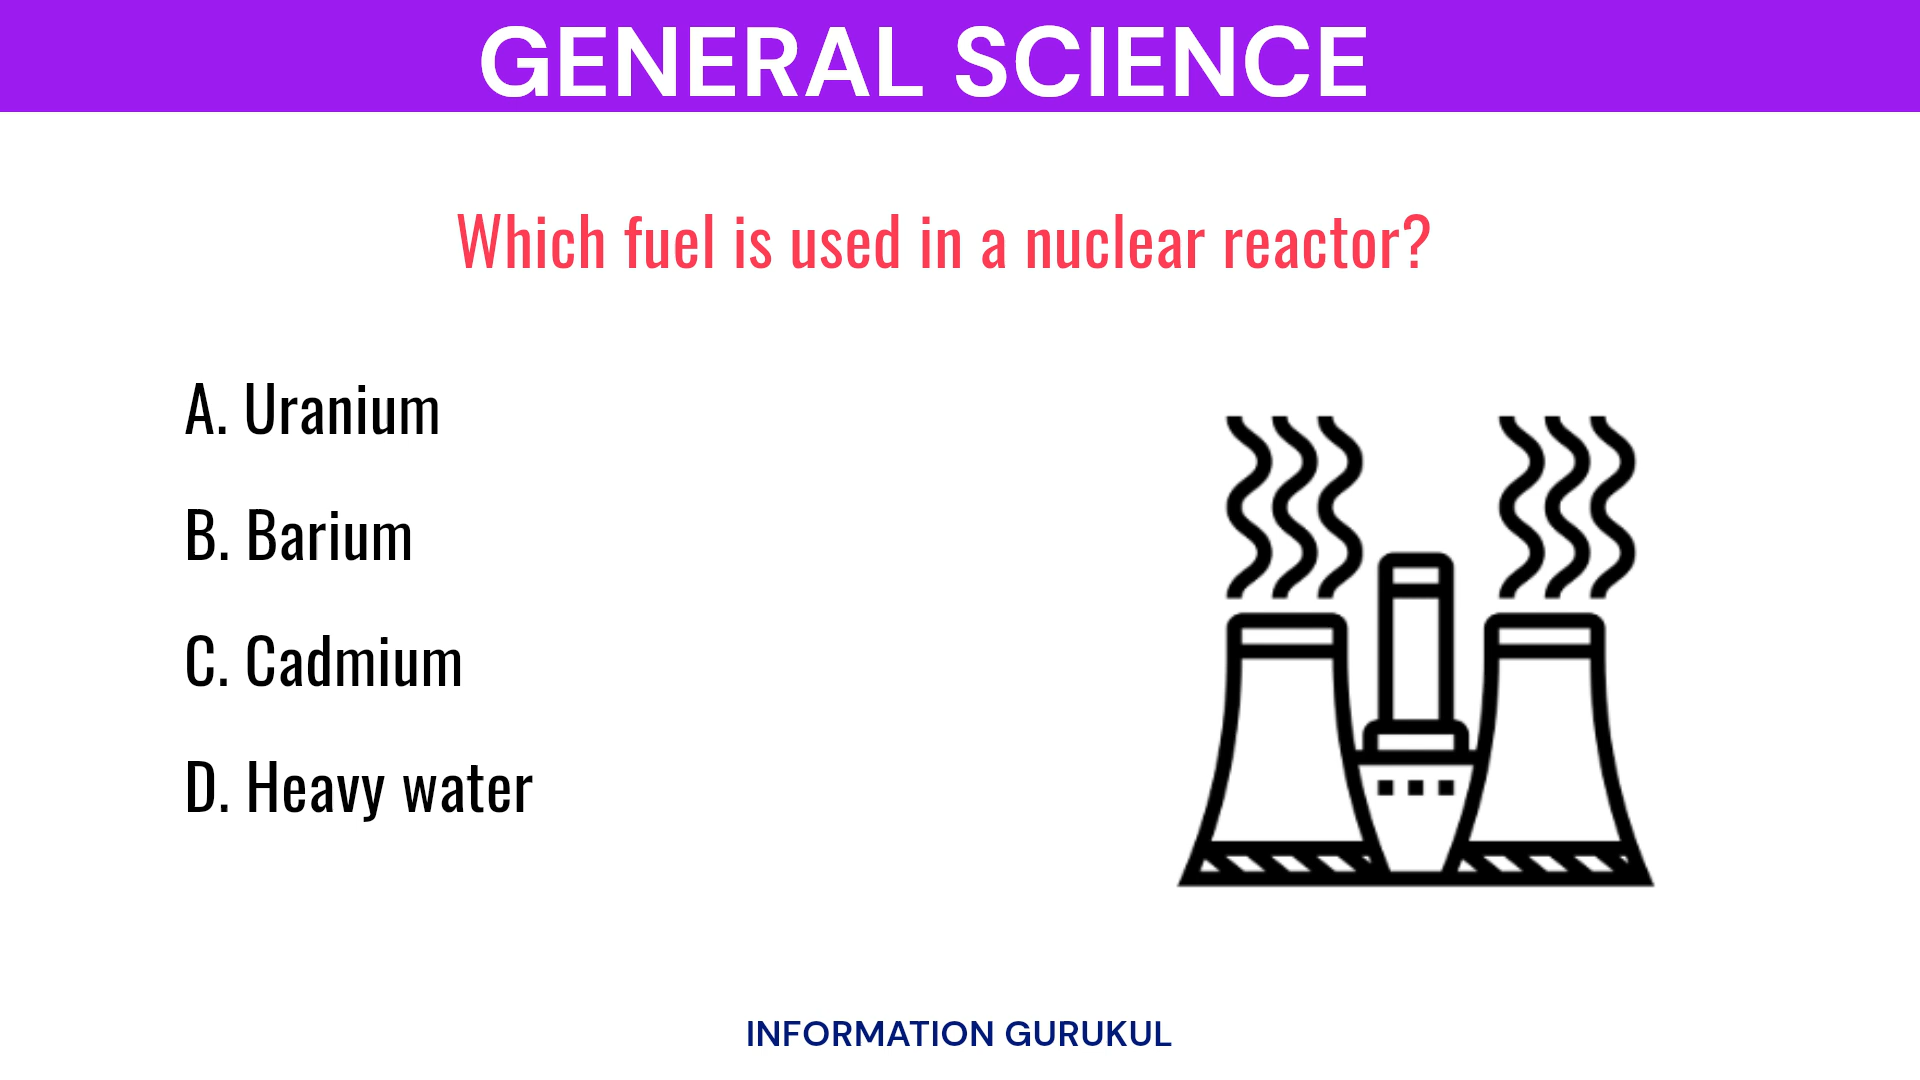 GENERAL SCIENCE
Which fuel is used in a nuclear reactor?
A. Uranium
B. Barium
C. Cadmium
D. Heavy water
INFORMATION GURUKUL